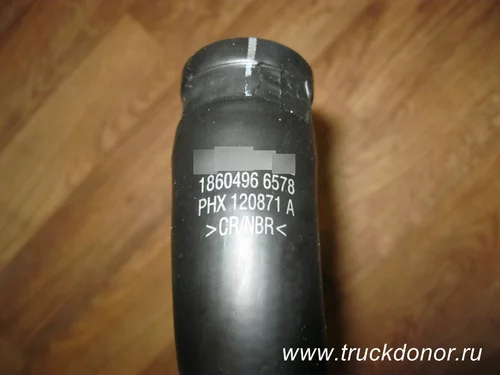 1860496 6578
PHX 120871 A
>CR/NBR<
www.truckdonor.ru